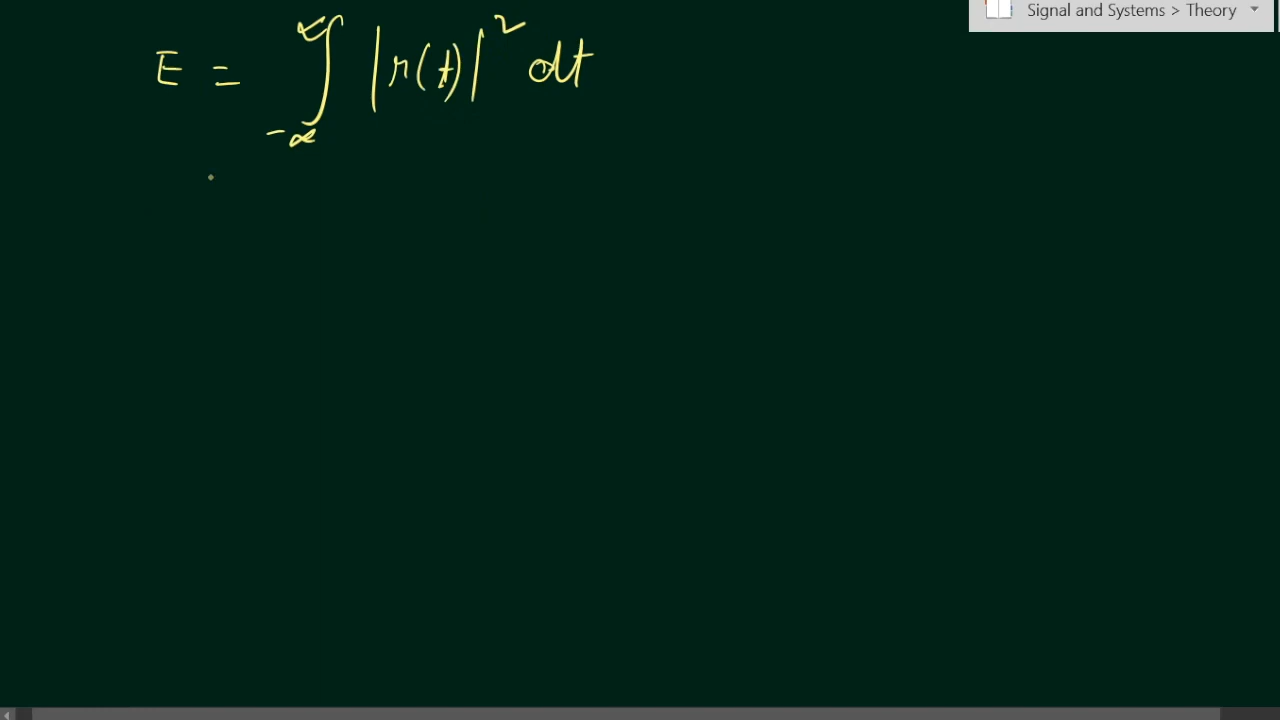 Signal and Systems > Theory
E = ∫_{-∞}^{∞} |r(t)|² dt